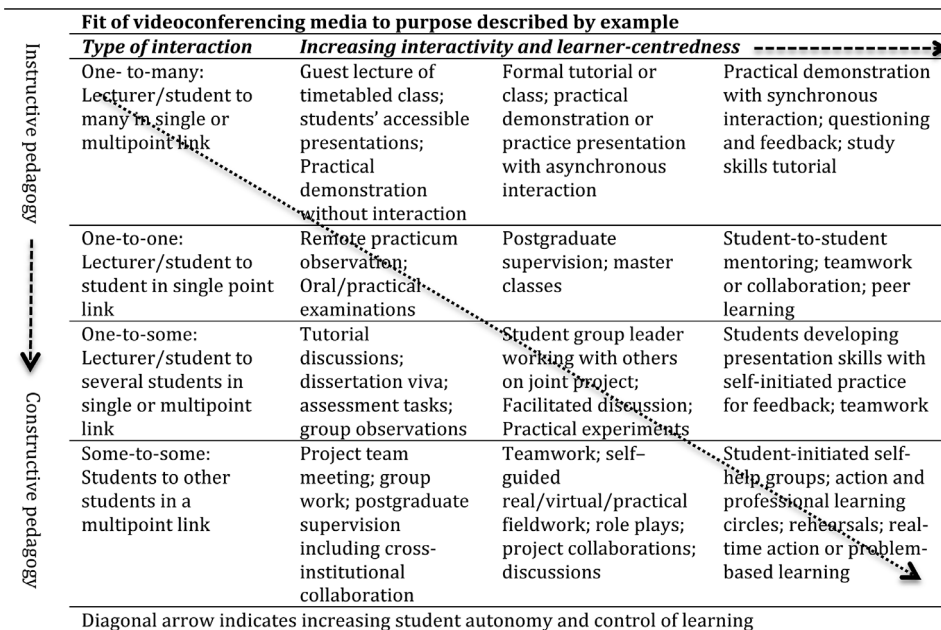 Fit of videoconferencing media to purpose described by example
Type of interaction
Increasing interactivity and learner-centredness
Instructive pedagogy
Constructive pedagogy
One- to-many:
Lecturer/student to
many in single or
multipoint link
Guest lecture of
timetabled class;
students’ accessible
presentations;
Practical
demonstration
without interaction
Formal tutorial or
class; practical
demonstration or
practice presentation
with asynchronous
interaction
Practical demonstration
with synchronous
interaction; questioning
and feedback; study
skills tutorial
One-to-one:
Lecturer/student to
student in single point
link
Remote practicum
observation;
Oral/practical
examinations
Postgraduate
supervision; master
classes
Student-to-student
mentoring; teamwork
or collaboration; peer
learning
One-to-some:
Lecturer/student to
several students in
single or multipoint
link
Tutorial
discussions;
dissertation viva;
assessment tasks;
group observations
Student group leader
working with others
on joint project;
Facilitated discussion;
Practical experiments
Students developing
presentation skills with
self-initiated practice
for feedback; teamwork
Some-to-some:
Students to other
students in a
multipoint link
Project team
meeting; group
work; postgraduate
supervision
including cross-
institutional
collaboration
Teamwork; self–
guided
real/virtual/practical
fieldwork; role plays;
project collaborations;
discussions
Student-initiated self-
help groups; action and
professional learning
circles; rehearsals; real-
time action or problem-
based learning
Diagonal arrow indicates increasing student autonomy and control of learning